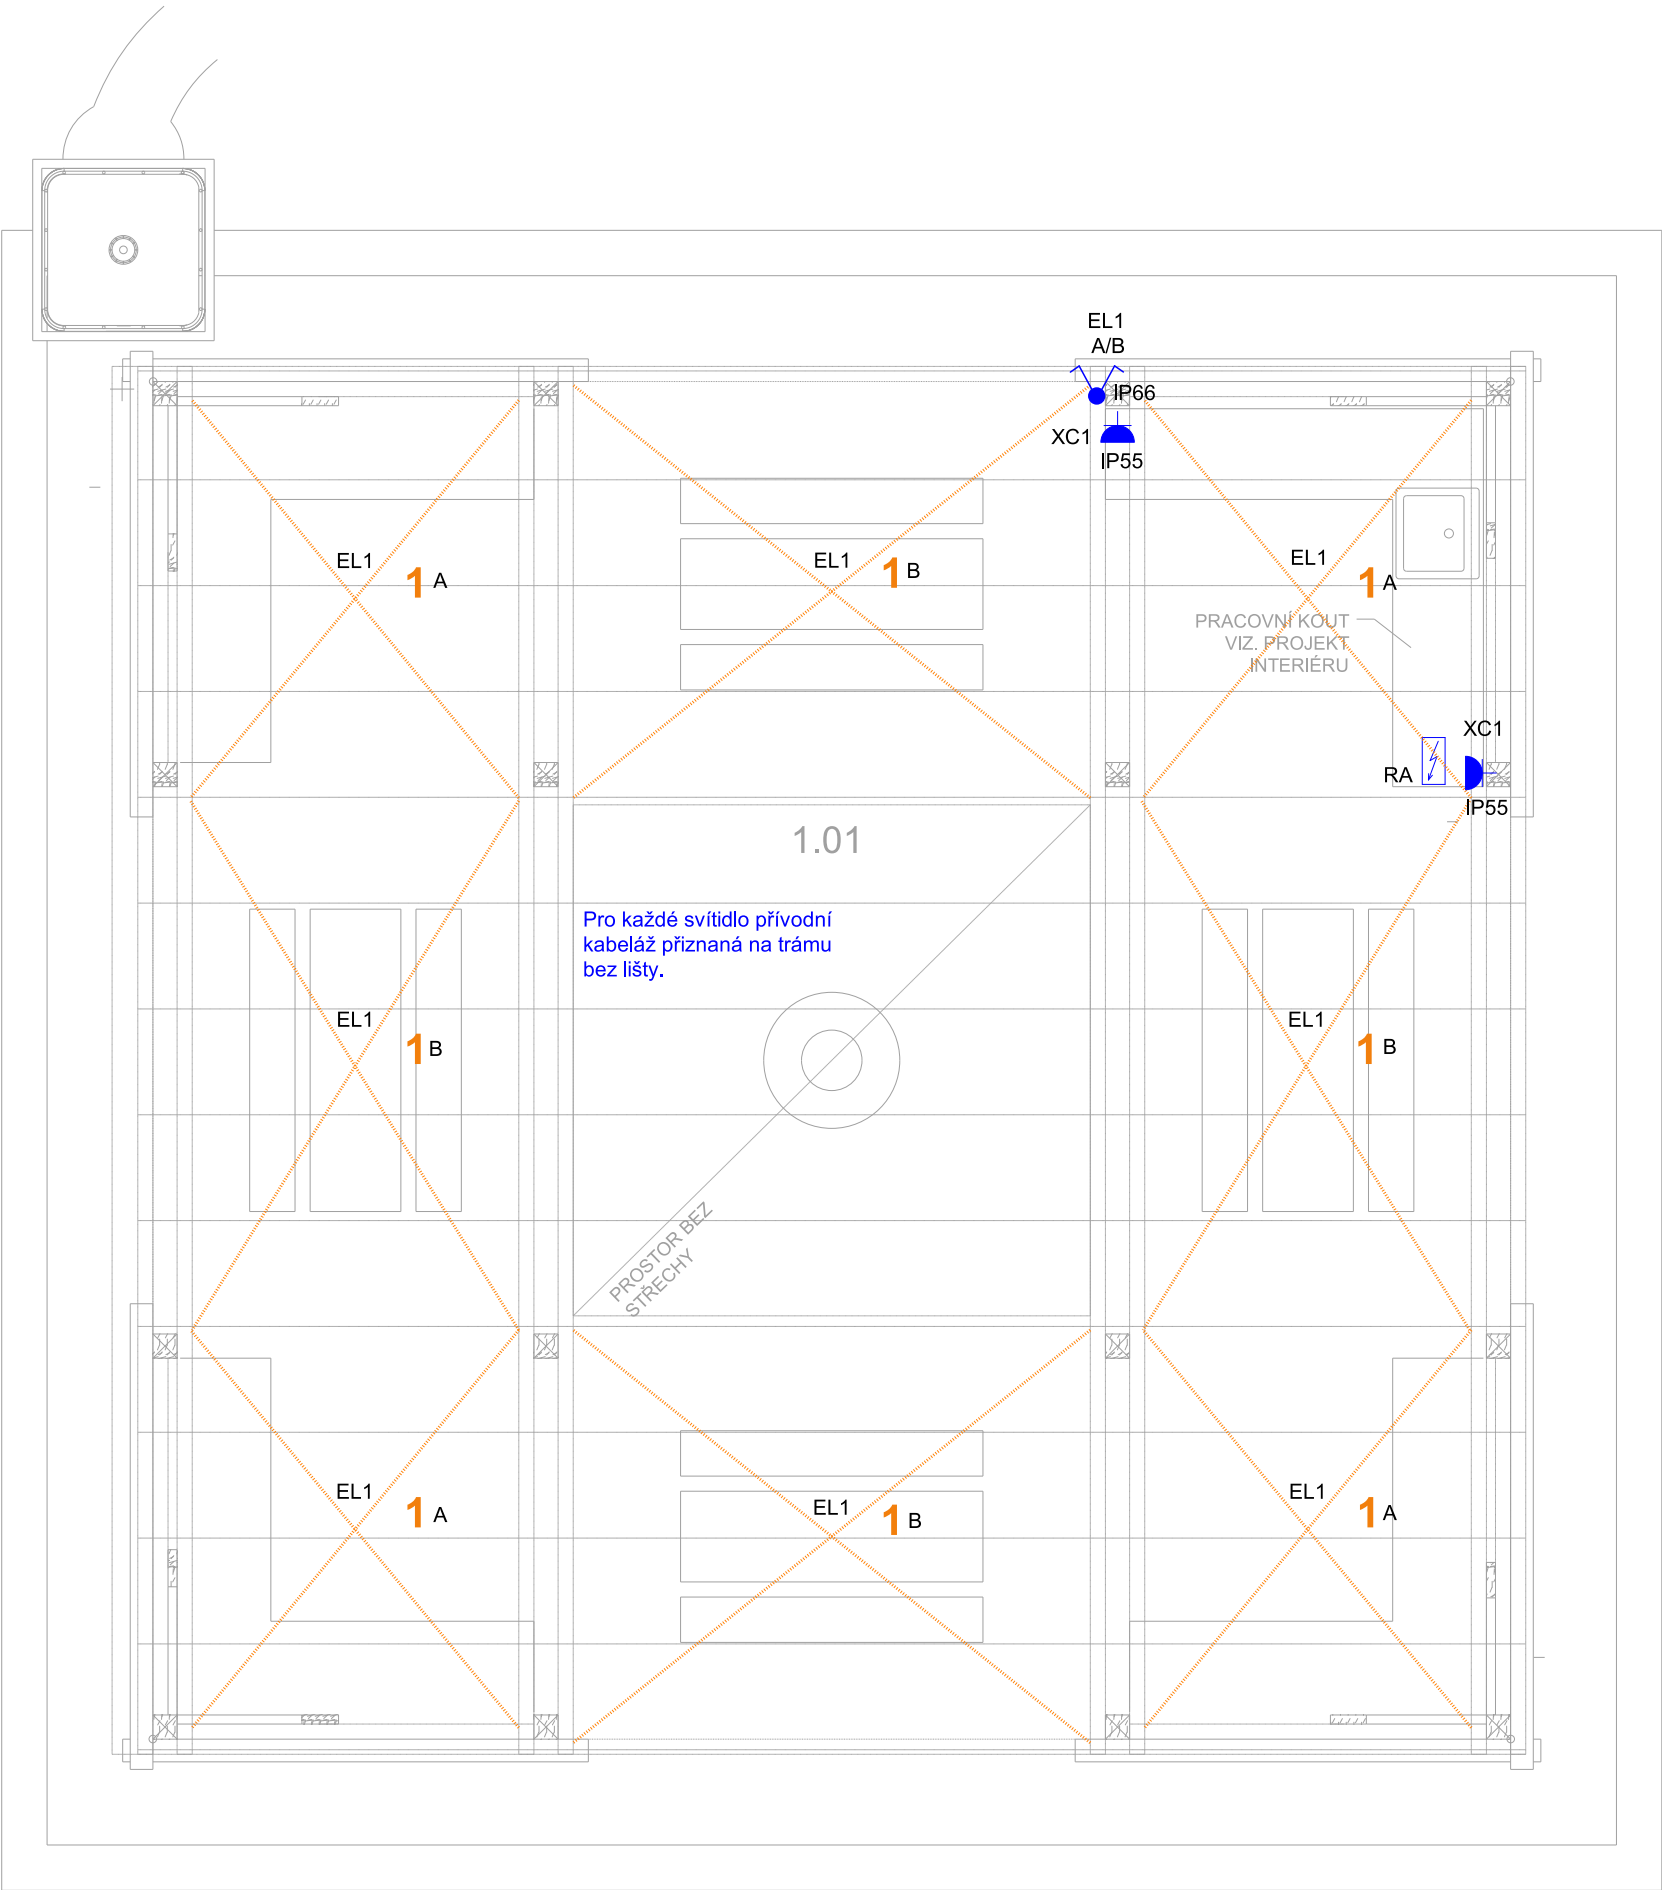 EL1
A/B
IP66
XC1
IP55
EL1
1 A
EL1
1 B
EL1
1 A
PRACOVNÍ KOUT
VIZ. PROJEKT
INTERIÉRU
XC1
RA
IP55
1.01
Pro každé svítidlo přívodní
kabeláž přiznaná na trámu
bez lišty.
EL1
1 B
EL1
1 B
PROSTOR BEZ
STŘECHY
EL1
1 A
EL1
1 B
EL1
1 A